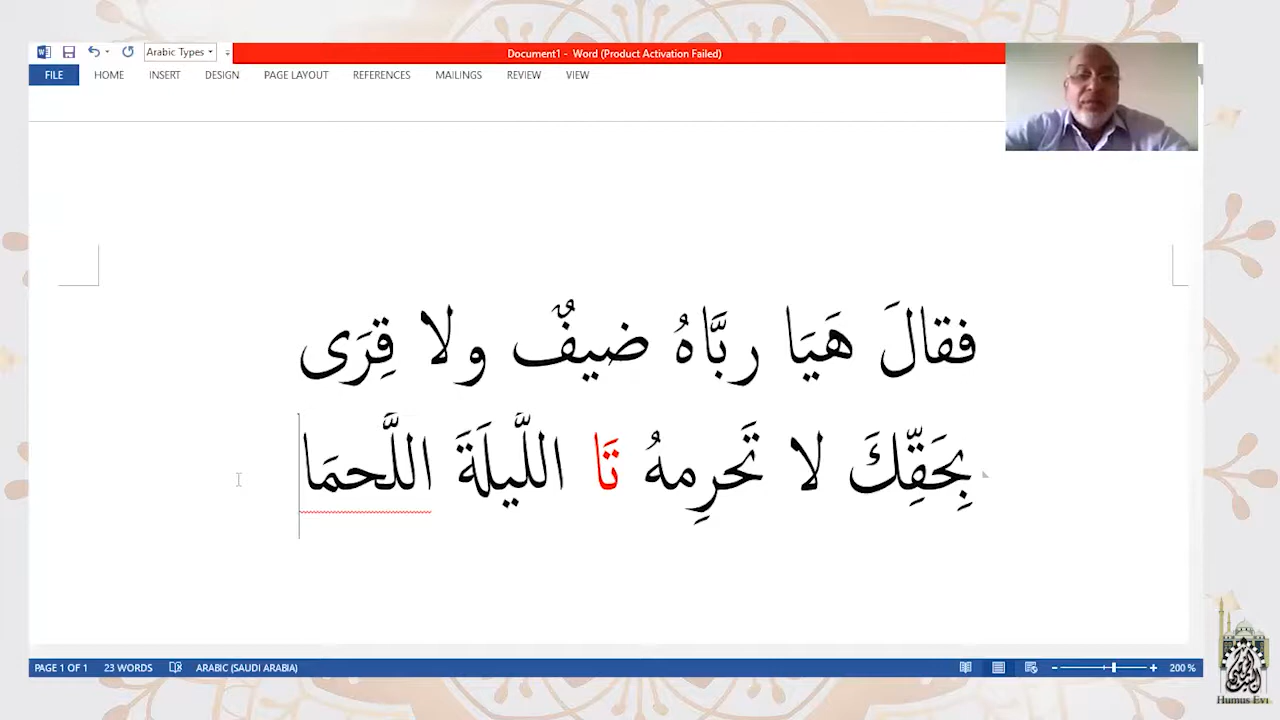 Arabic Types
Document1 - Word (Product Activation Failed)
FILE HOME INSERT DESIGN PAGE LAYOUT REFERENCES MAILINGS REVIEW VIEW
فقالَ هَيَا ربَّاهُ ضيفٌ ولا قِرَى
بِحَقِّكَ لا تَحرِمهُ تَا اللَّيلَةَ اللَّحمَا
PAGE 1 OF 1 23 WORDS ARABIC (SAUDI ARABIA) 200 %
Humus Evi